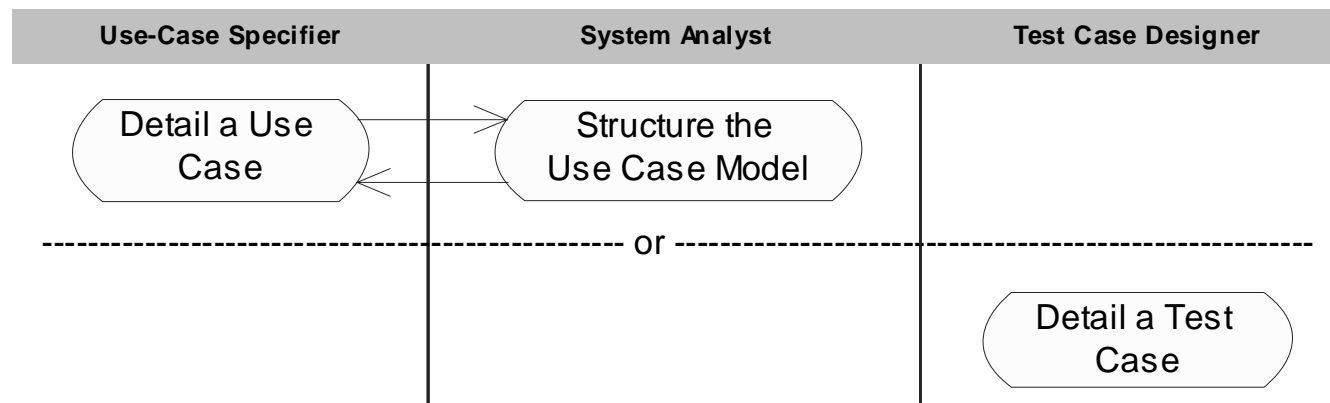 Use-Case Specifier
System Analyst
Test Case Designer
Detail a Use
Case
Structure the
Use Case Model
or
Detail a Test
Case